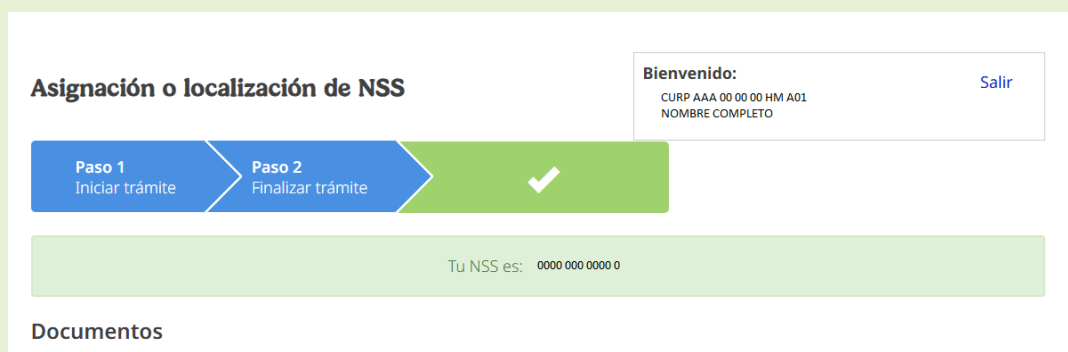 Asignación o localización de NSS
Bienvenido:
Salir
CURP AAA 00 00 00 HM A01
NOMBRE COMPLETO
Paso 1
Iniciar trámite
Paso 2
Finalizar trámite
Tu NSS es: 0000 000 0000 0
Documentos